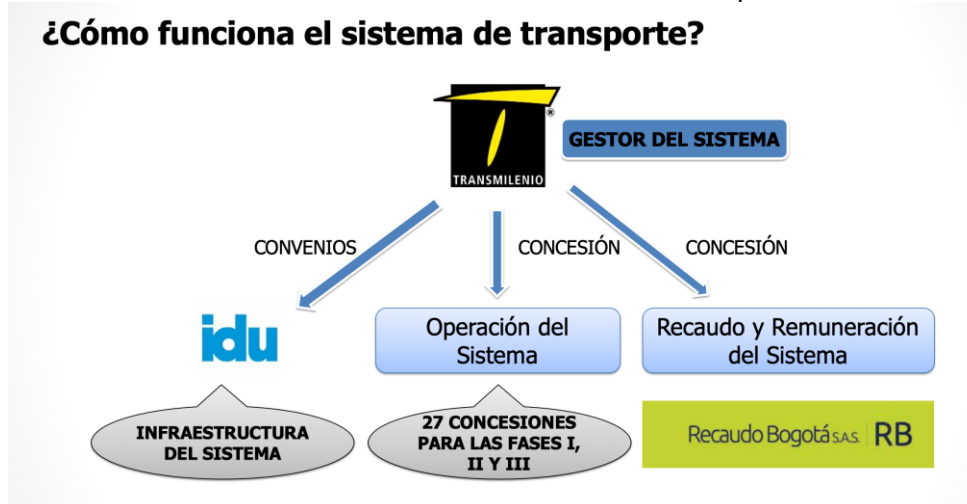 ¿Cómo funciona el sistema de transporte?
®
TRANSMILENIO
GESTOR DEL SISTEMA
CONVENIOS
CONCESIÓN
CONCESIÓN
idu
Operación del
Sistema
Recaudo y Remuneración
del Sistema
INFRAESTRUCTURA
DEL SISTEMA
27 CONCESIONES
PARA LAS FASES I,
II Y III
Recaudo Bogotá S.A.S. RB